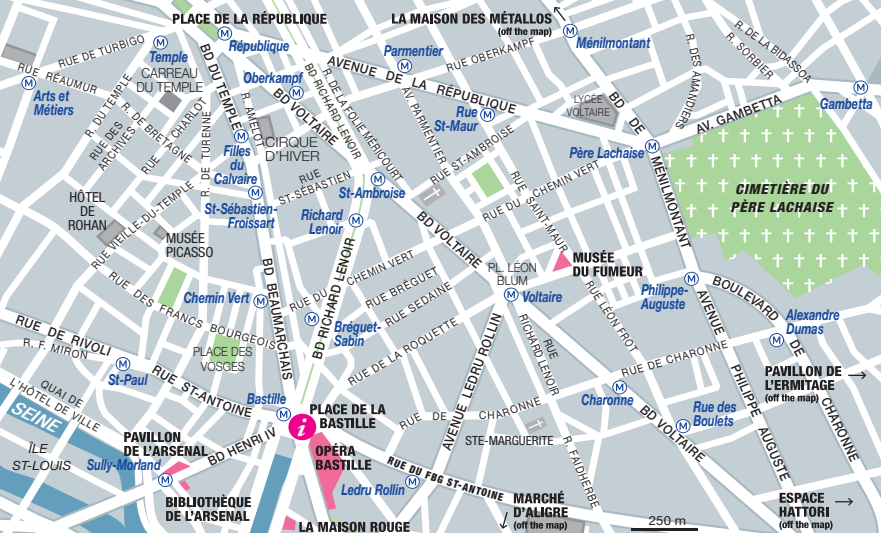 PLACE DE LA RÉPUBLIQUE
LA MAISON DES MÉTALLOS
(off the map)
RUE DE TURBIGO
Temple
République
Parmentier
Ménilmontant
R. DE LA BIDASSOA
R. SORBIER
R. DES AMANDIERS
RUE OBERKAMPF
RUE RÉAUMUR
CARREAU
DU TEMPLE
BD DU TEMPLE
Oberkampf
BD RICHARD LENOIR
AVENUE DE LA RÉPUBLIQUE
Arts et
Métiers
R. DU TEMPLE
R. DE BRETAGNE
RUE DES
ARCHIVES
RUE CHARLOT
R. DE TURENNE
R. AMELOT
BD VOLTAIRE
R. DE LA FOLIE MÉRICOURT
AV. PARMENTIER
Rue
St-Maur
LYCÉE
VOLTAIRE
BD DE MÉNILMONTANT
AV. GAMBETTA
Gambetta
Filles
du
Calvaire
CIRQUE
D'HIVER
RUE ST-AMBROISE
Père Lachaise
RUE
ST-SÉBASTIEN
St-Ambroise
RUE DU CHEMIN VERT
RUE SAINT-MAUR
CIMETIÈRE DU
PÈRE LACHAISE
HÔTEL
DE
ROHAN
RUE VIEILLE-DU-TEMPLE
St-Sébastien-
Froissart
Richard
Lenoir
BD VOLTAIRE
MUSÉE
PICASSO
BD RICHARD LENOIR
RUE DU CHEMIN VERT
PL. LÉON
BLUM
MUSÉE
DU FUMEUR
RUE DES FRANCS BOURGEOIS
Chemin Vert
BD BEAUMARCHAIS
RUE BRÉGUET
RUE SEDAINE
Voltaire
RUE LÉON FROT
Philippe-
Auguste
BOULEVARD DE CHARONNE
Alexandre
Dumas
RUE DE RIVOLI
R. F. MIRON
Bréguet-
Sabin
RUE DE LA ROQUETTE
AVENUE LEDRU ROLLIN
RUE
RICHARD LENOIR
AVENUE PHILIPPE AUGUSTE
PLACE DES
VOSGES
RUE DE CHARONNE
St-Paul
RUE ST-ANTOINE
PAVILLON DE
L'ERMITAGE
(off the map)
QUAI DE
L'HÔTEL DE VILLE
Bastille
Charonne
SEINE
PLACE DE LA
BASTILLE
i
RUE DE CHARONNE
BD VOLTAIRE
Rue des
Boulets
PAVILLON
DE L'ARSENAL
BD HENRI IV
OPÉRA
BASTILLE
STE-MARGUERITE
R. FAIDHERBE
ÎLE
ST-LOUIS
Sully-Morland
RUE DU FBG ST-ANTOINE
BIBLIOTHÈQUE
DE L'ARSENAL
Ledru Rollin
MARCHÉ
D'ALIGRE
(off the map)
ESPACE
HATTORI
(off the map)
LA MAISON ROUGE
250 m